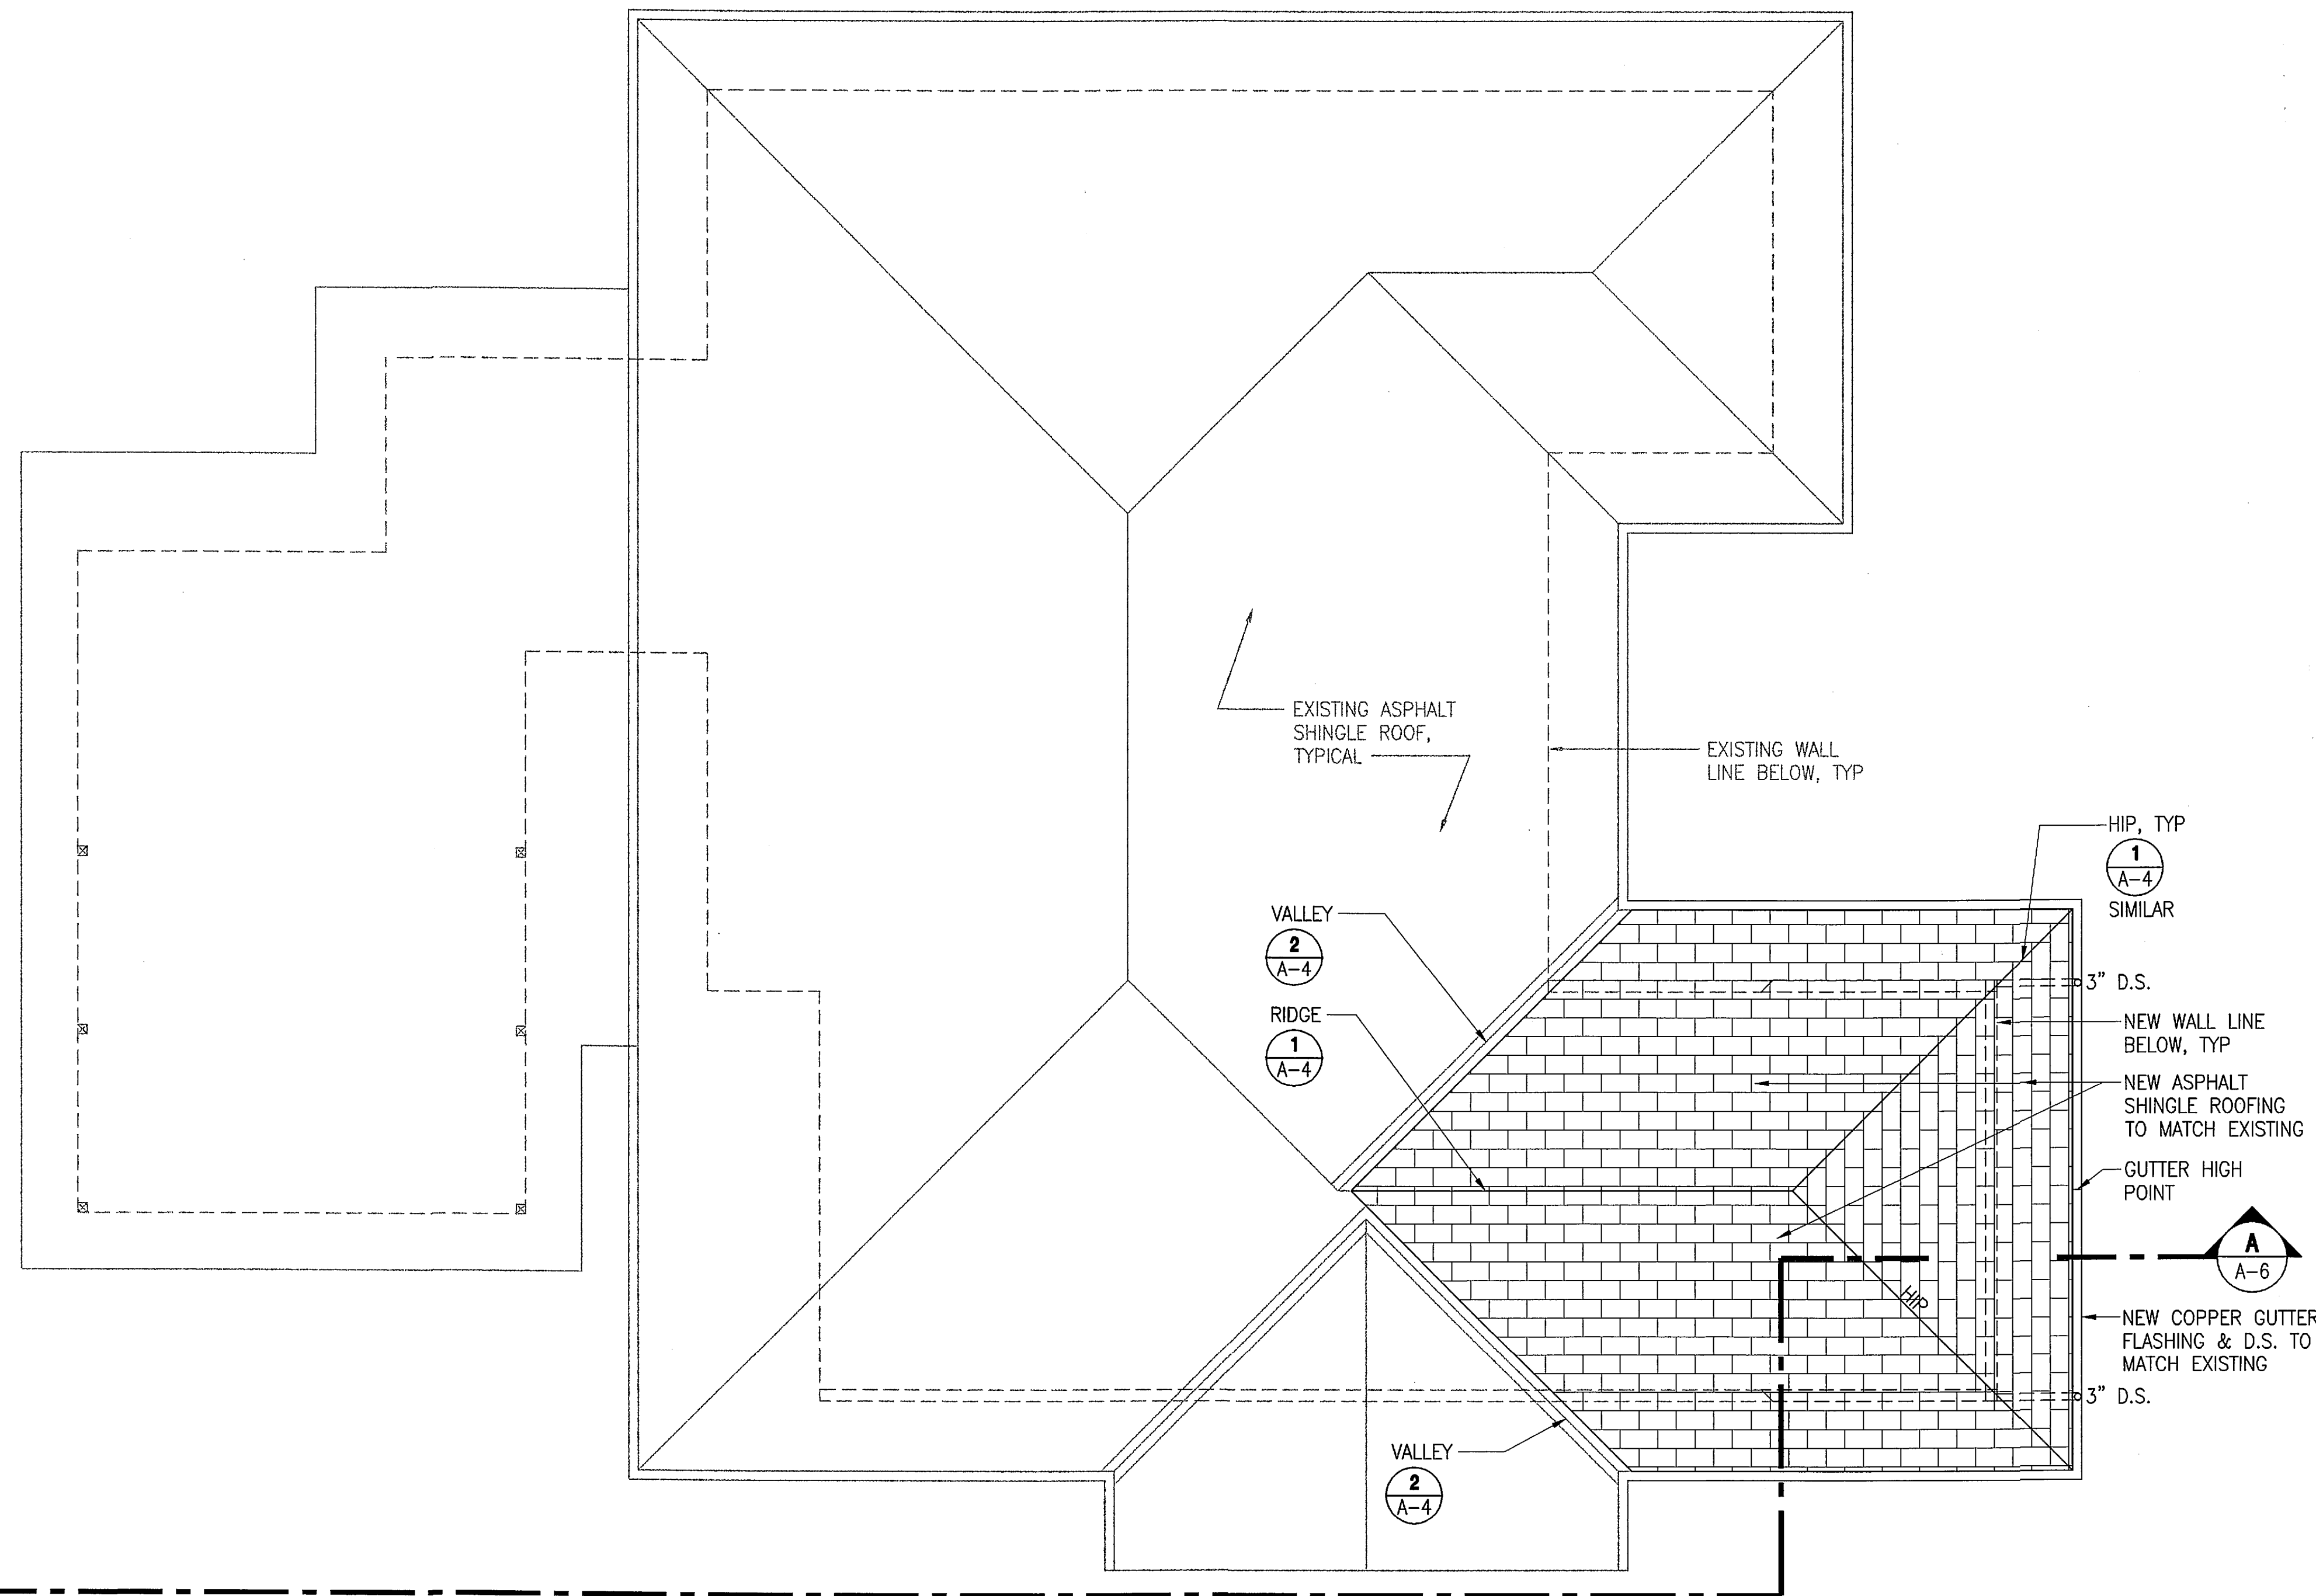 EXISTING ASPHALT
SHINGLE ROOF,
TYPICAL
EXISTING WALL
LINE BELOW, TYP
HIP, TYP
1
A-4
SIMILAR
VALLEY
2
A-4
RIDGE
1
A-4
3" D.S.
NEW WALL LINE
BELOW, TYP
NEW ASPHALT
SHINGLE ROOFING
TO MATCH EXISTING
GUTTER HIGH
POINT
A
A-6
HIP
NEW COPPER GUTTER
FLASHING & D.S. TO
MATCH EXISTING
3" D.S.
VALLEY
2
A-4